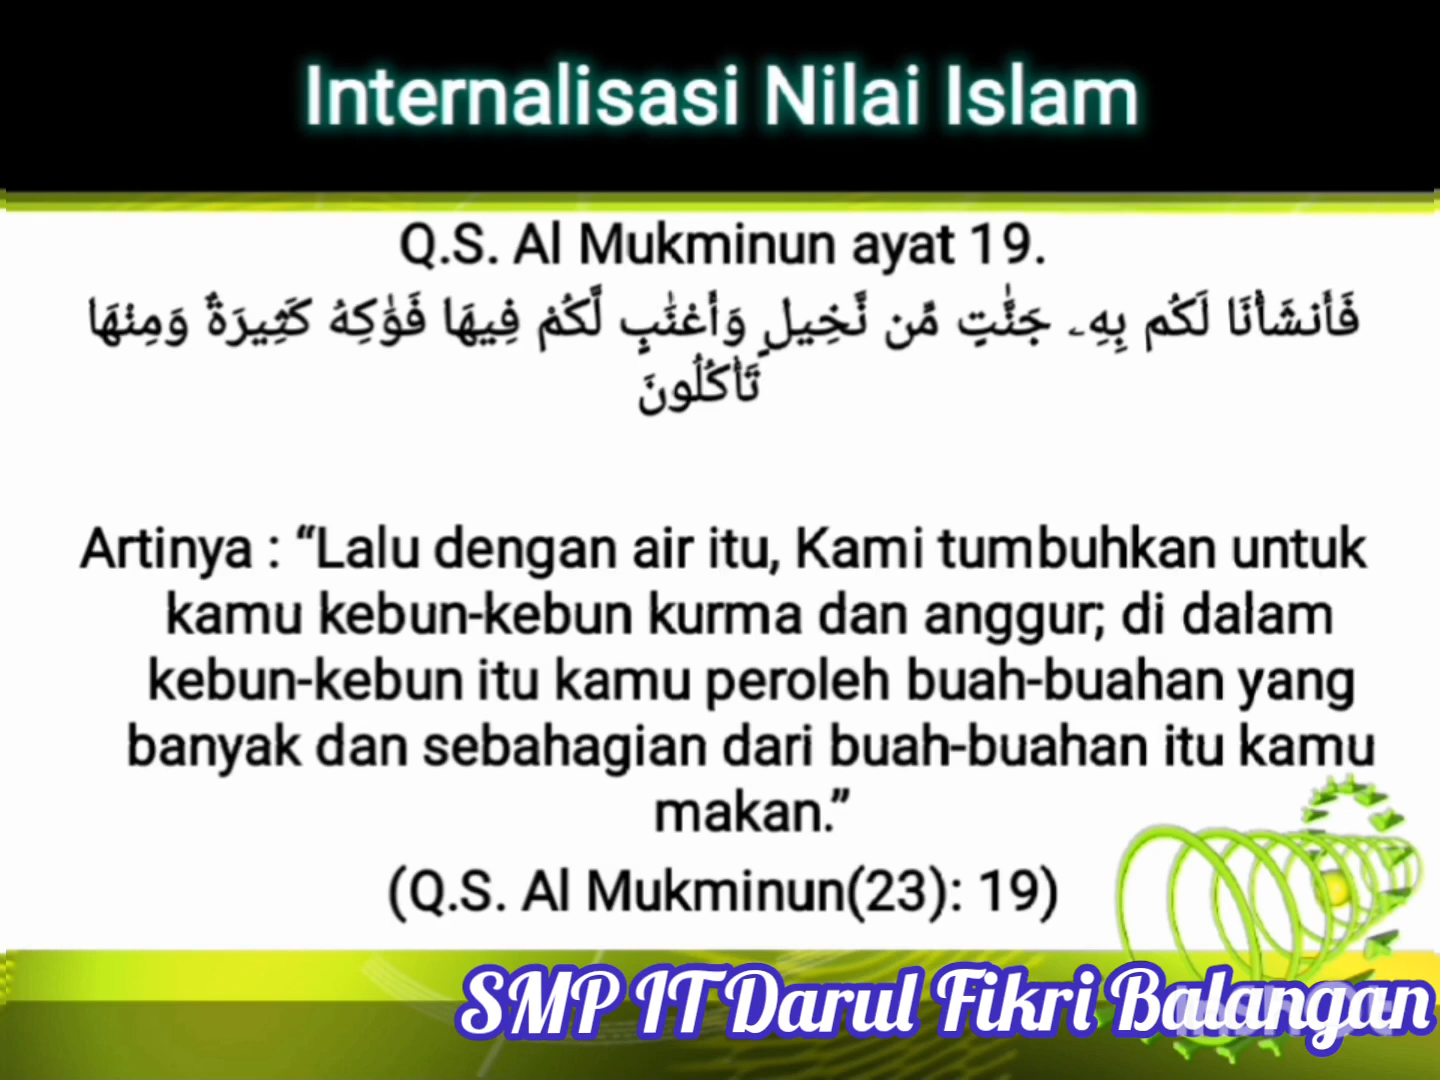 Internalisasi Nilai Islam
Q.S. Al Mukminun ayat 19.
فَأَنشَأْنَا لَكُم بِهِۦ جَنَّٰتٍ مِّن نَّخِيلٍ وَأَعْنَٰبٍ لَّكُمْ فِيهَا فَوَٰكِهُ كَثِيرَةٌ وَمِنْهَا
تَأْكُلُونَ
Artinya : “Lalu dengan air itu, Kami tumbuhkan untuk
kamu kebun-kebun kurma dan anggur; di dalam
kebun-kebun itu kamu peroleh buah-buahan yang
banyak dan sebahagian dari buah-buahan itu kamu
makan.”
(Q.S. Al Mukminun(23): 19)
SMP IT Darul Fikri Balangan